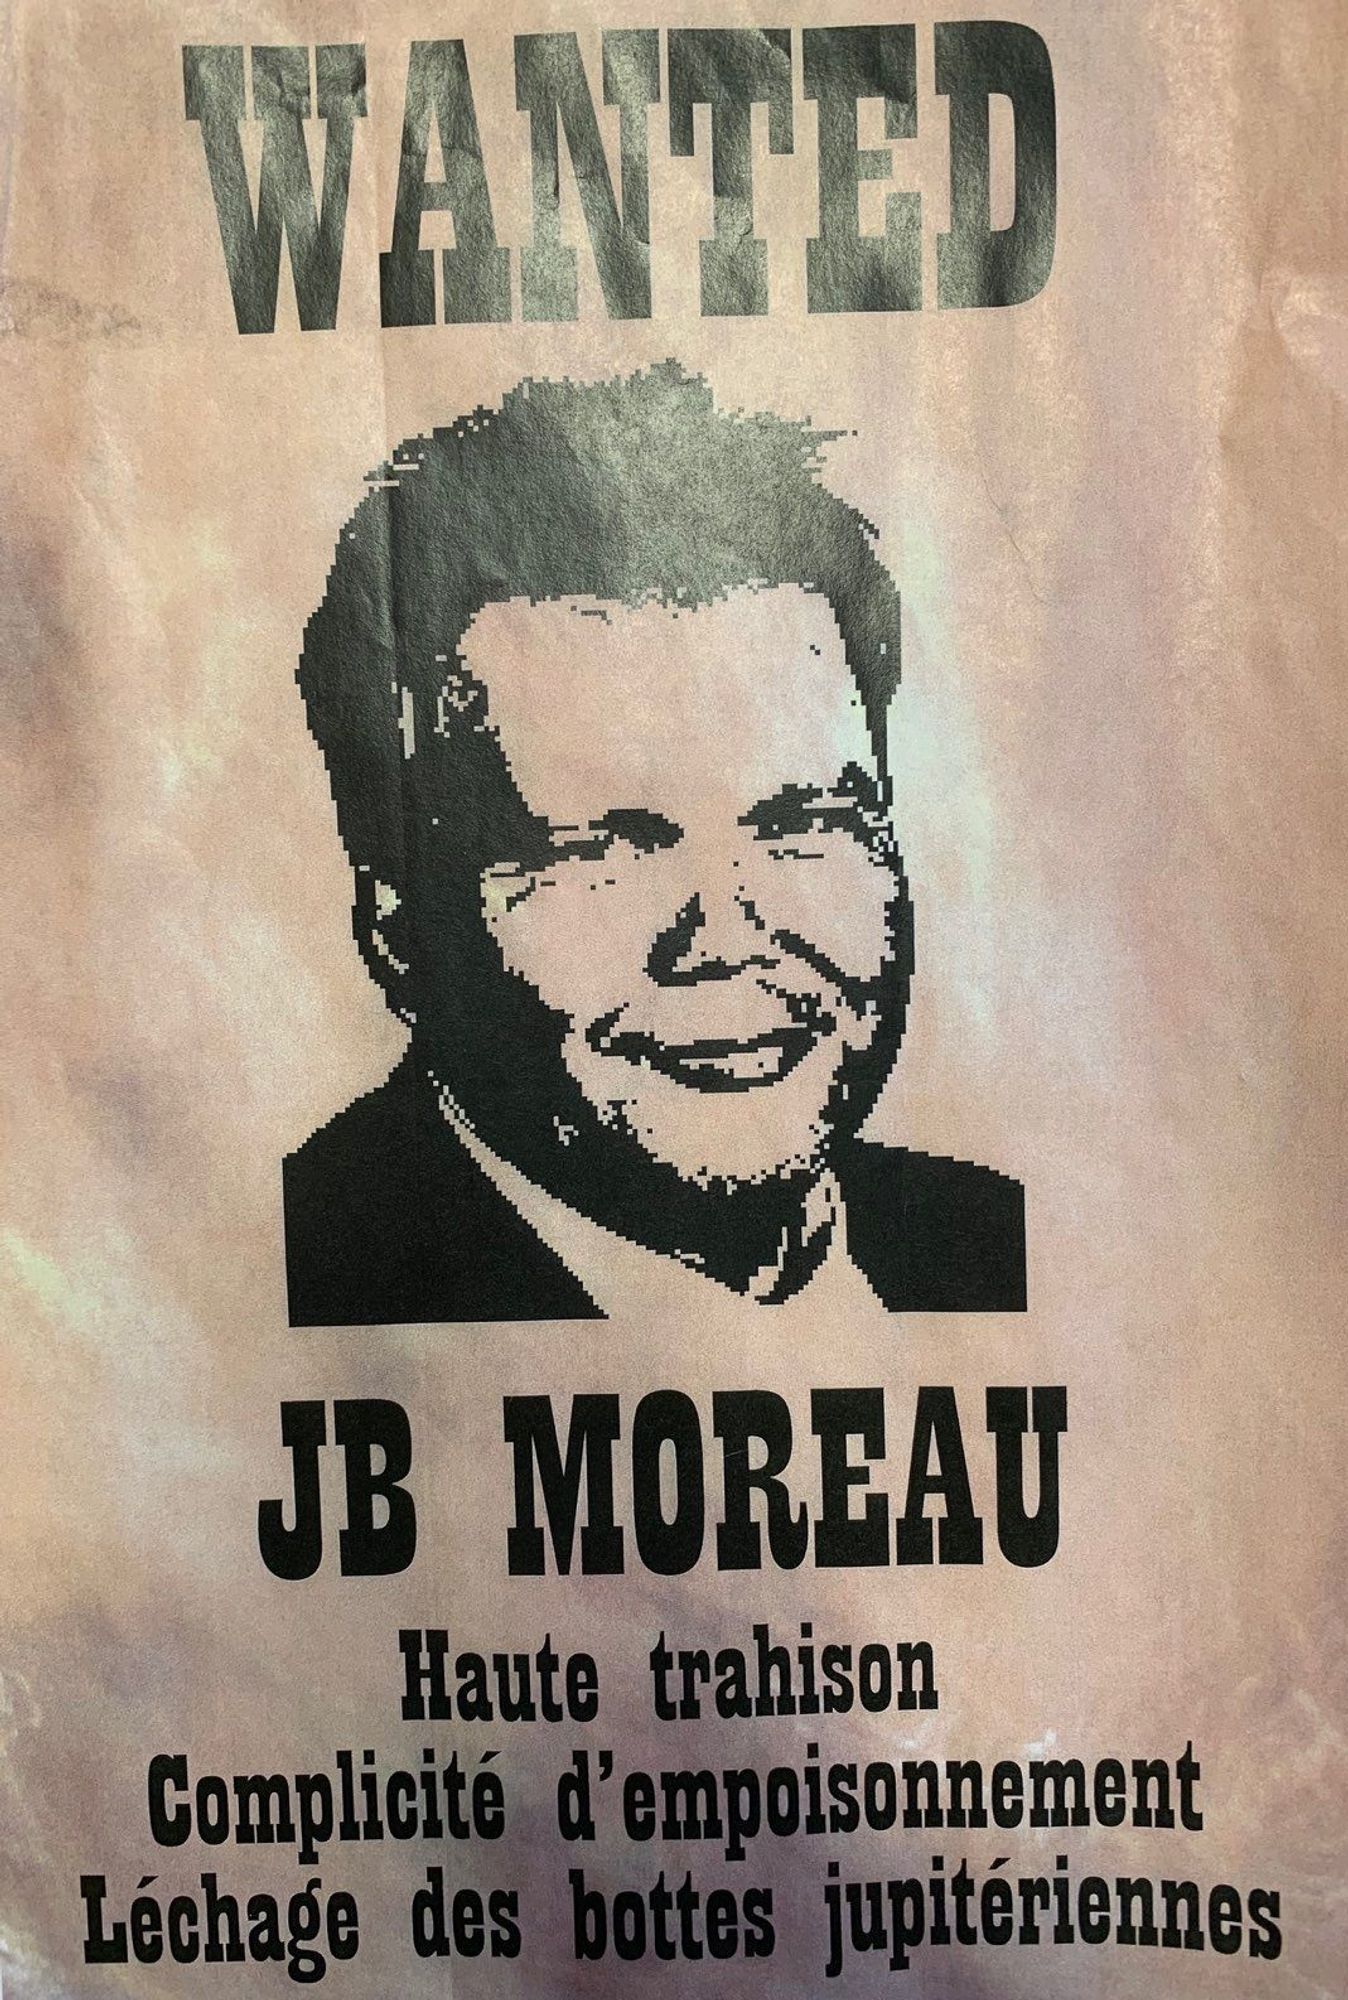 WANTED
JB MOREAU
Haute trahison
Complicité d'empoisonnement
Léchage des bottes jupitériennes